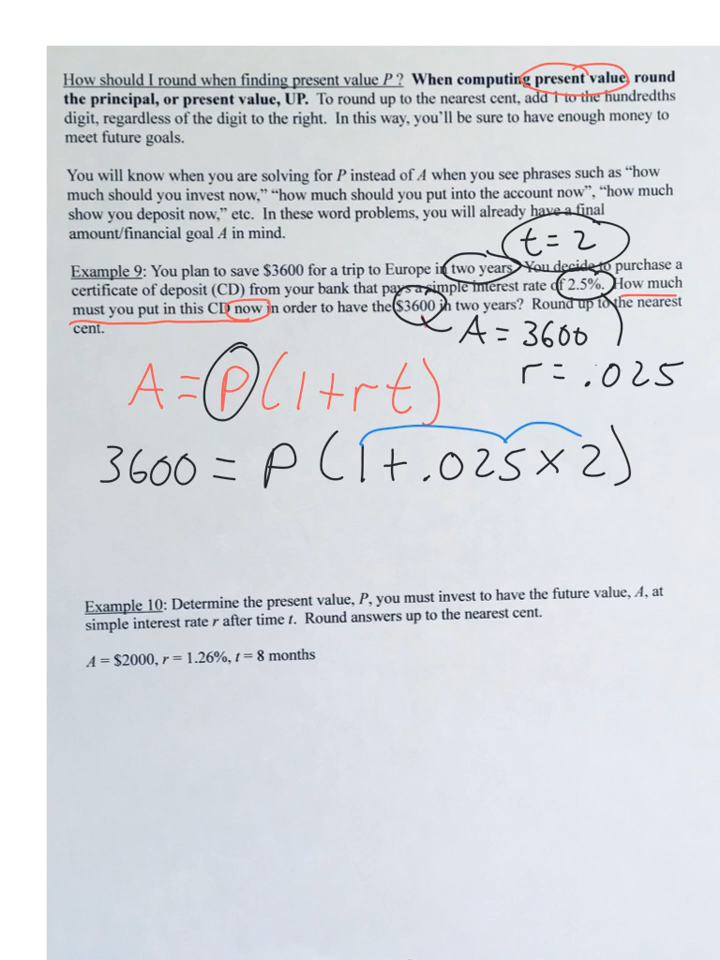 How should I round when finding present value P ? When computing present value, round
the principal, or present value, UP. To round up to the nearest cent, add 1 to the hundredths
digit, regardless of the digit to the right. In this way, you'll be sure to have enough money to
meet future goals.
You will know when you are solving for P instead of A when you see phrases such as “how
much should you invest now,” “how much should you put into the account now”, “how much
show you deposit now,” etc. In these word problems, you will already have a final
amount/financial goal A in mind.
t = 2
Example 9: You plan to save $3600 for a trip to Europe in two years. You decide to purchase a
certificate of deposit (CD) from your bank that pays a simple interest rate of 2.5%. How much
must you put in this CD now in order to have the $3600 in two years? Round up to the nearest
cent.
A = 3600
r = .025
A = P(1+rt)
3600 = P(1+.025×2)
Example 10: Determine the present value, P, you must invest to have the future value, A, at
simple interest rate r after time t. Round answers up to the nearest cent.
A = $2000, r = 1.26%, t = 8 months